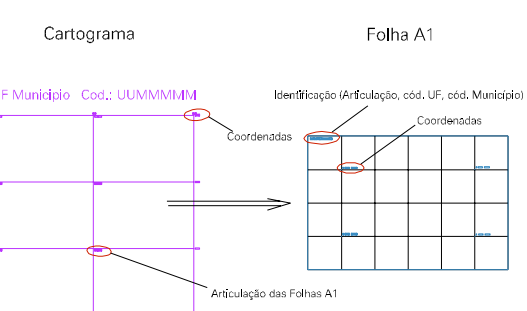 Cartograma
Folha A1
F Municipio Cod.: UUMMMMM
Identificação (Articulação, cód. UF, cód. Município)
Coordenadas
Coordenadas
Articulação das Folhas A1